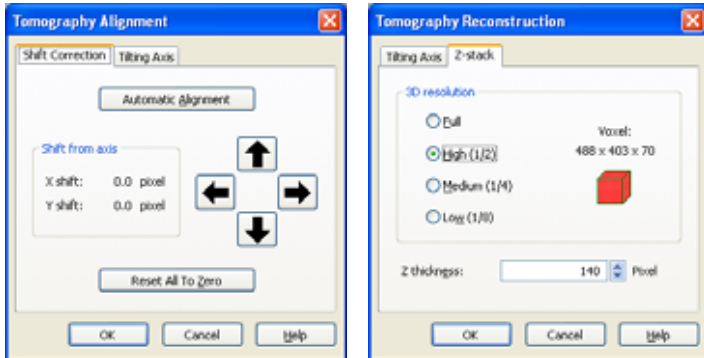 Tomography Alignment
Shift Correction Tilting Axis
Automatic Alignment
Shift from axis
X shift: 0.0 pixel
Y shift: 0.0 pixel
Reset All To Zero
OK Cancel Help
Tomography Reconstruction
Tilting Axis Z-stack
3D resolution
Full
High (1/2)
Medium (1/4)
Low (1/8)
Voxel:
488 x 403 x 70
Z thickness: 140 Pixel
OK Cancel Help